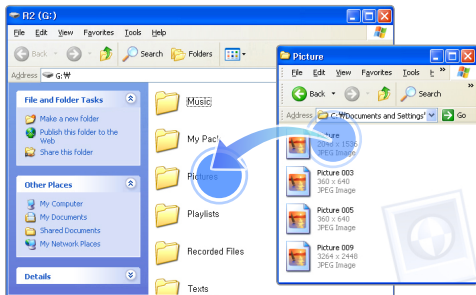 R2 (G:)
File Edit View Favorites Tools Help
Back Search Folders
Address G:₩
File and Folder Tasks
Make a new folder
Publish this folder to the
Web
Share this folder
Other Places
My Computer
My Documents
Shared Documents
My Network Places
Details
Music
My Pack
Pictures
Playlists
Recorded Files
Texts
Picture
File Edit View Favorites Tools »
Back Search »
Address C:₩Documents and Settings Go
Picture
2048 x 1536
JPEG Image
Picture 003
360 x 640
JPEG Image
Picture 005
360 x 640
JPEG Image
Picture 009
3264 x 2448
JPEG Image